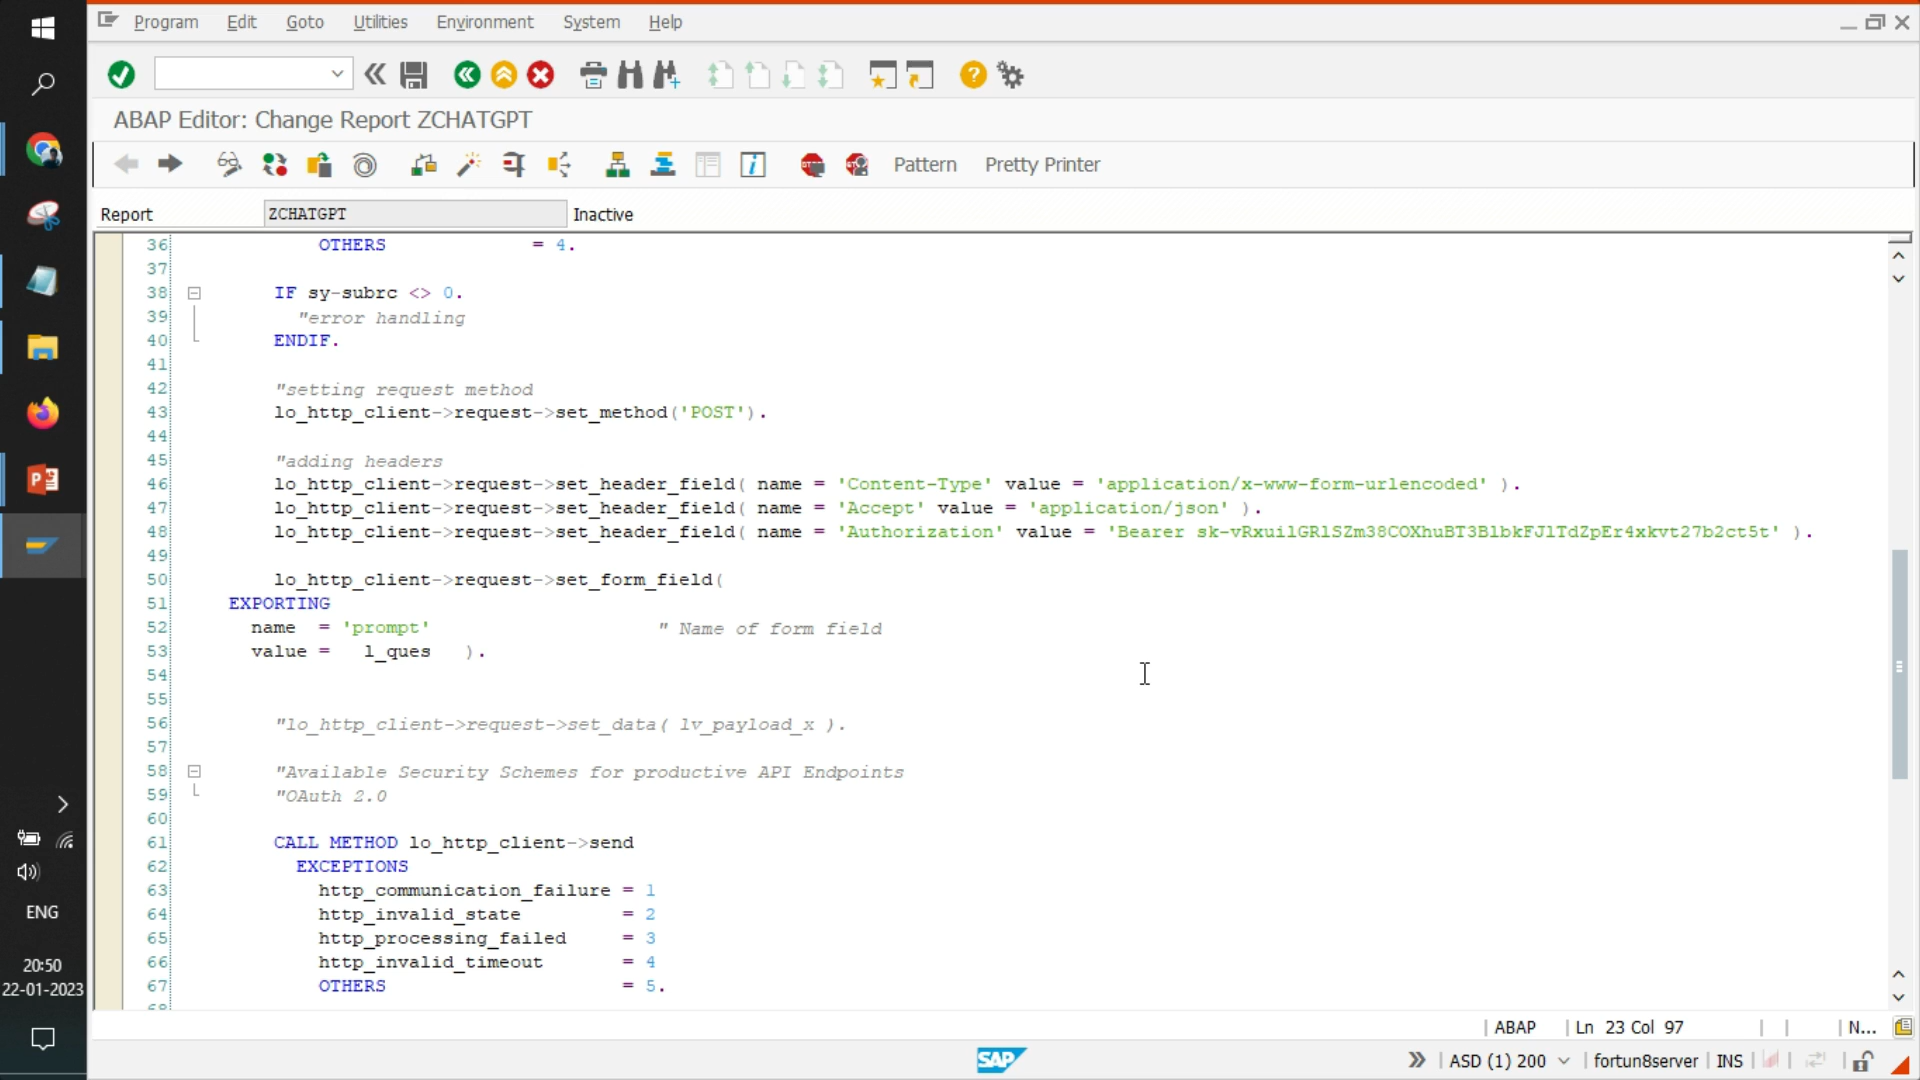 Program Edit Goto Utilities Environment System Help
ABAP Editor: Change Report ZCHATGPT
Pattern Pretty Printer
Report ZCHATGPT Inactive
36 OTHERS = 4.
37
38 IF sy-subrc <> 0.
39 "error handling
40 ENDIF.
41
42 "setting request method
43 lo_http_client->request->set_method('POST').
44
45 "adding headers
46 lo_http_client->request->set_header_field( name = 'Content-Type' value = 'application/x-www-form-urlencoded' ).
47 lo_http_client->request->set_header_field( name = 'Accept' value = 'application/json' ).
48 lo_http_client->request->set_header_field( name = 'Authorization' value = 'Bearer ' ).
49
50 lo_http_client->request->set_form_field(
51 EXPORTING
52 name = 'prompt' " Name of form field
53 value = l_ques ).
54
55
56 "lo_http_client->request->set_data( lv_payload_x ).
57
58 "Available Security Schemes for productive API Endpoints
59 "OAuth 2.0
60
61 CALL METHOD lo_http_client->send
62 EXCEPTIONS
63 http_communication_failure = 1
64 http_invalid_state = 2
65 http_processing_failed = 3
66 http_invalid_timeout = 4
67 OTHERS = 5.
ABAP Ln 23 Col 97 N...
SAP ASD (1) 200 fortun8server INS
ENG
20:50
22-01-2023